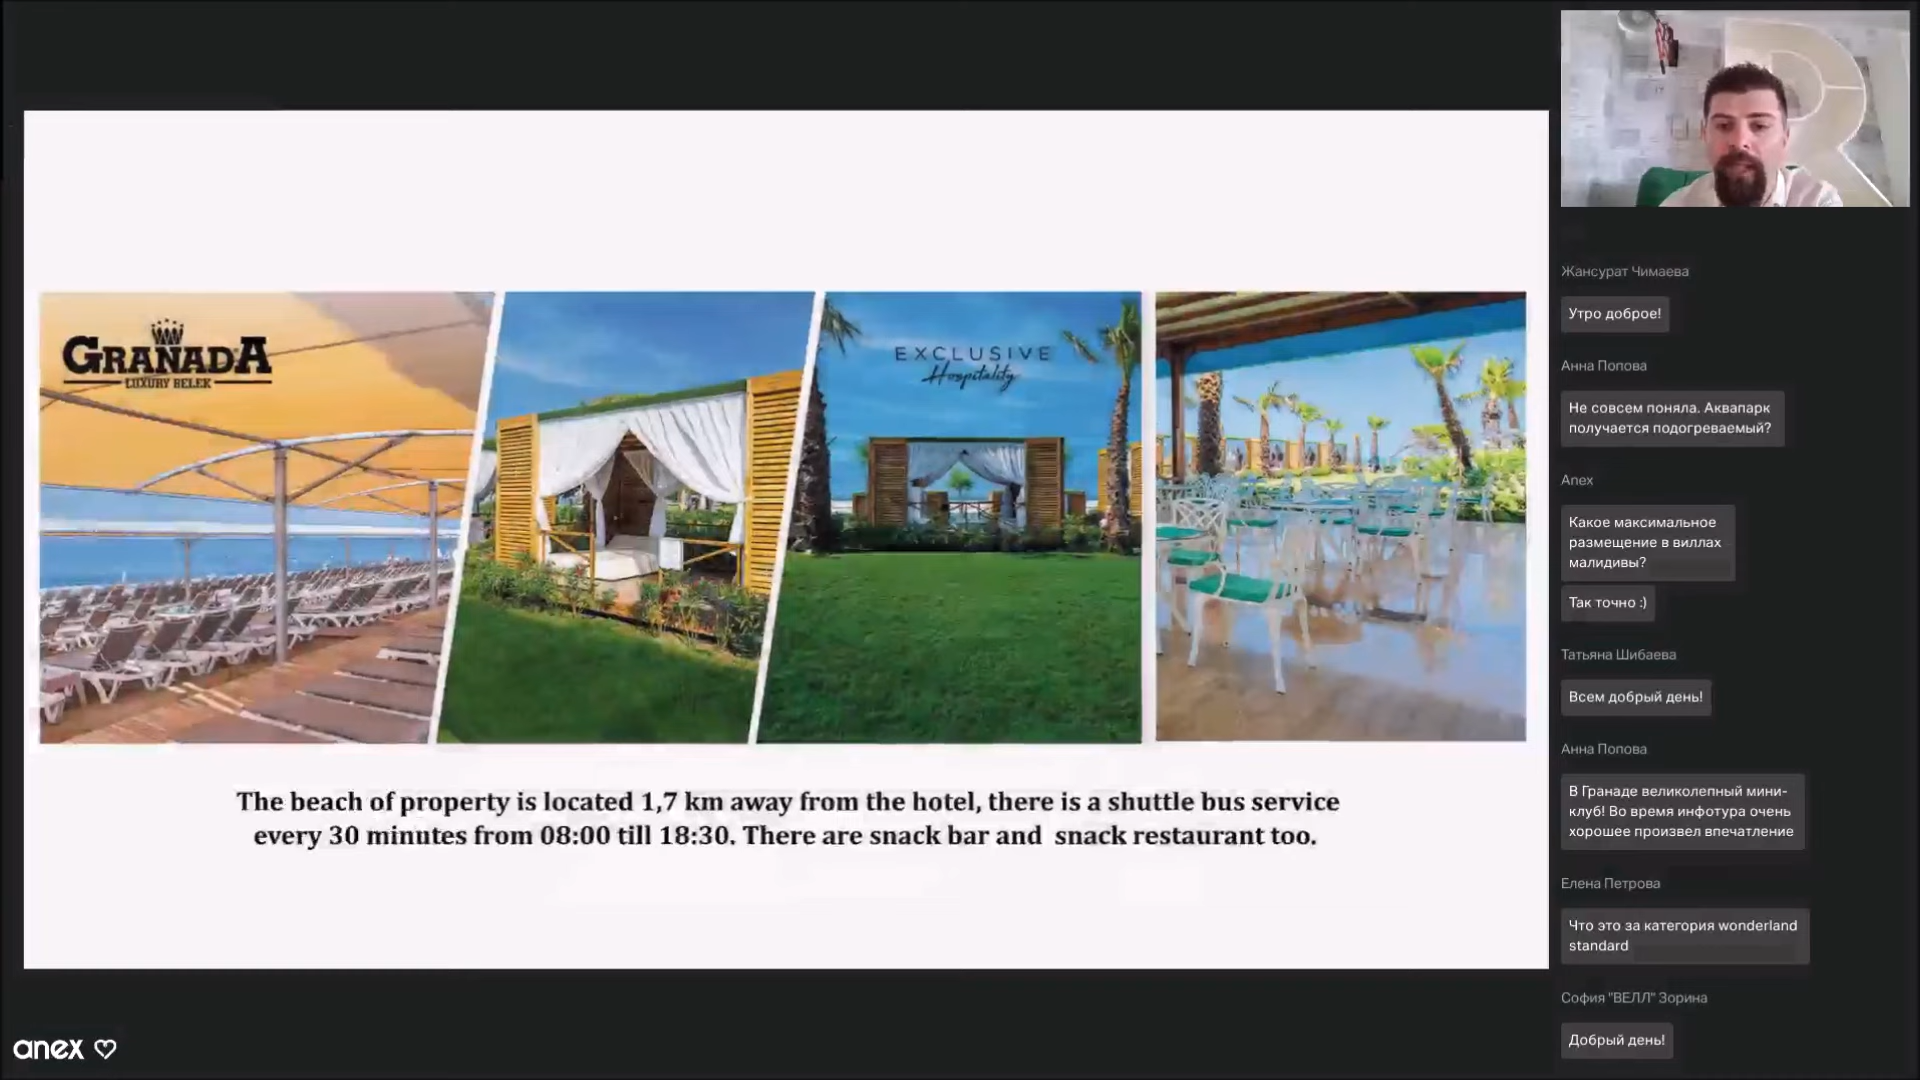 GRANADA
LUXURY BELEK
EXCLUSIVE
Hospitality
The beach of property is located 1,7 km away from the hotel, there is a shuttle bus service
every 30 minutes from 08:00 till 18:30. There are snack bar and  snack restaurant too.
anex
Жансурат Чимаева
Утро доброе!
Анна Попова
Не совсем поняла. Аквапарк
получается подогреваемый?
Anex
Какое максимальное
размещение в виллах
малидивы?
Так точно :)
Татьяна Шибаева
Всем добрый день!
Анна Попова
В Гранаде великолепный мини-
клуб! Во время инфотура очень
хорошее произвел впечатление
Елена Петрова
Что это за категория wonderland
standard
София "ВЕЛЛ" Зорина
Добрый день!